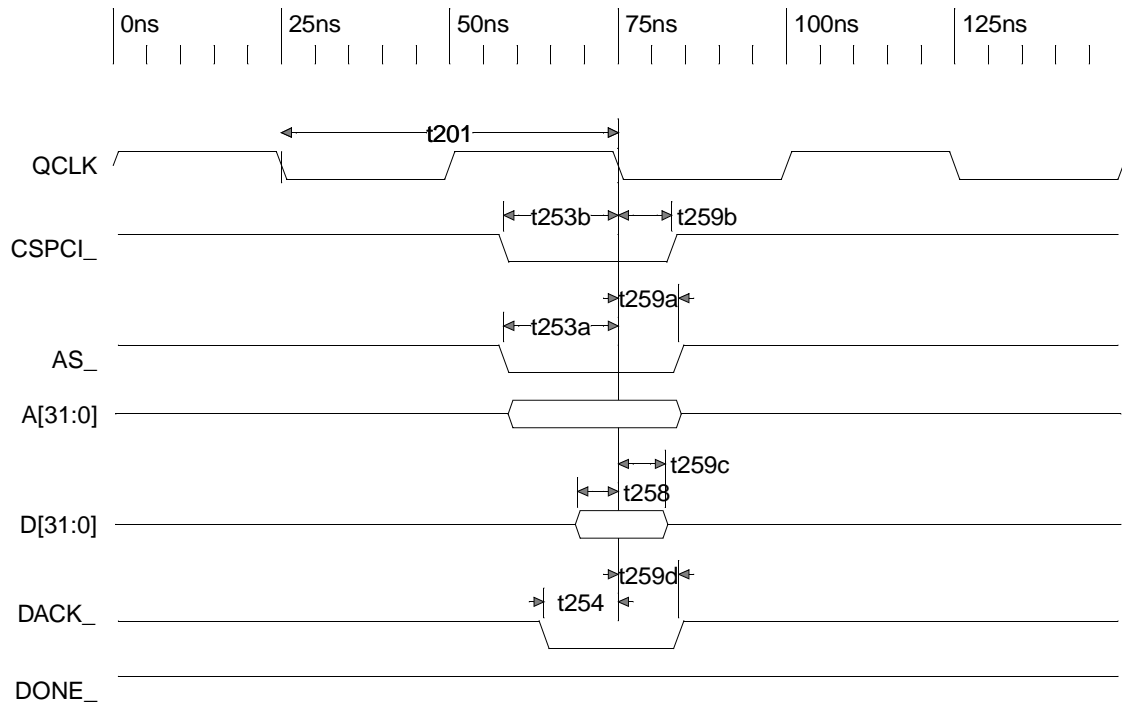 0ns 25ns 50ns 75ns 100ns 125ns
t201
QCLK
t253b t259b
CSPCI_
t259a
t253a
AS_
A[31:0]
t259c
t258
D[31:0]
t259d
t254
DACK_
DONE_